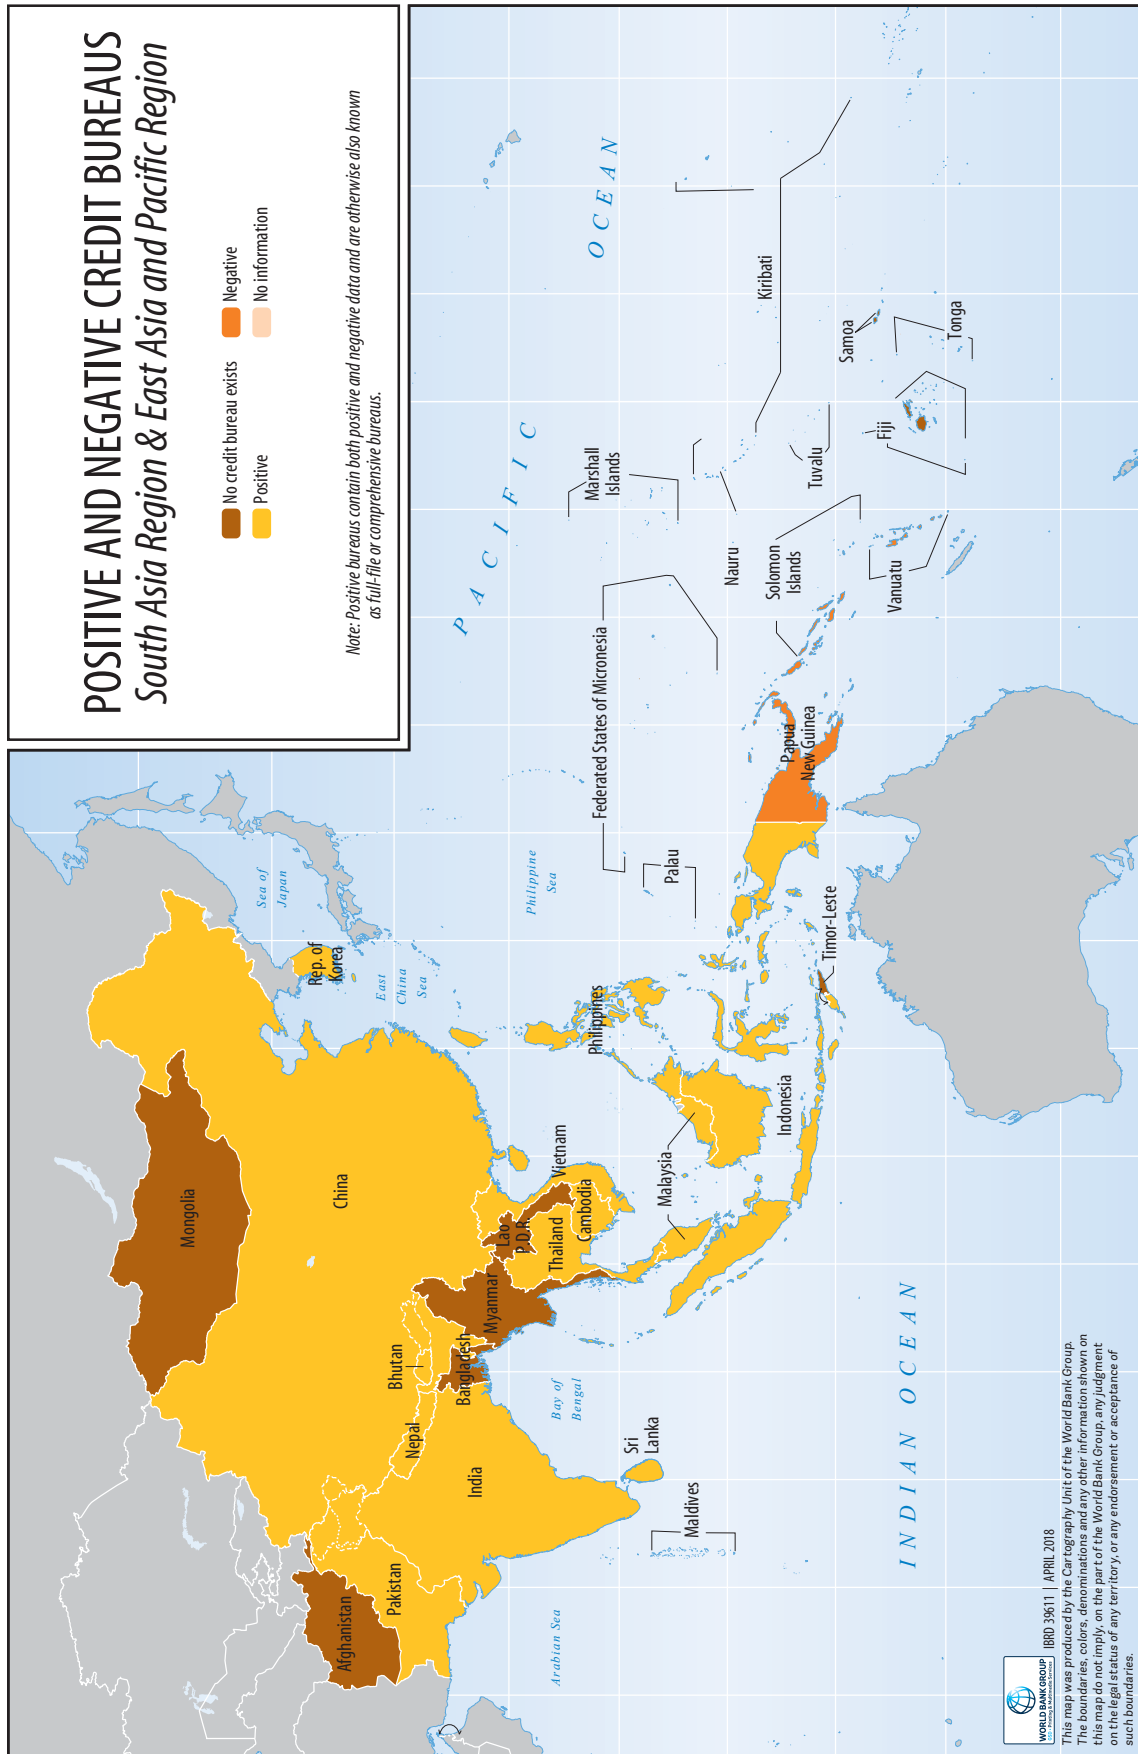 POSITIVE AND NEGATIVE CREDIT BUREAUS
South Asia Region & East Asia and Pacific Region
No credit bureau exists
Negative
Positive
No information
Note: Positive bureaus contain both positive and negative data and are otherwise also known
as full-file or comprehensive bureaus.
Mongolia
Sea of
Japan
Rep. of
Korea
China
East
China
Sea
Afghanistan
Pakistan
Nepal
Bhutan
India
Bangladesh
Myanmar
Lao
P.D.R.
Thailand
Cambodia
Vietnam
Philippines
Philippine
Sea
PACIFIC
OCEAN
Arabian Sea
Bay of
Bengal
Sri
Lanka
Maldives
Malaysia
Indonesia
Timor-Leste
Palau
Federated States of Micronesia
Marshall
Islands
Nauru
Kiribati
Papua
New Guinea
Solomon
Islands
Tuvalu
Samoa
Vanuatu
Fiji
Tonga
INDIAN OCEAN
WORLD BANK GROUP
IBRD 39611 | APRIL 2018
This map was produced by the Cartography Unit of the World Bank Group.
The boundaries, colors, denominations and any other information shown on
this map do not imply, on the part of the World Bank Group, any judgment
on the legal status of any territory, or any endorsement or acceptance of
such boundaries.